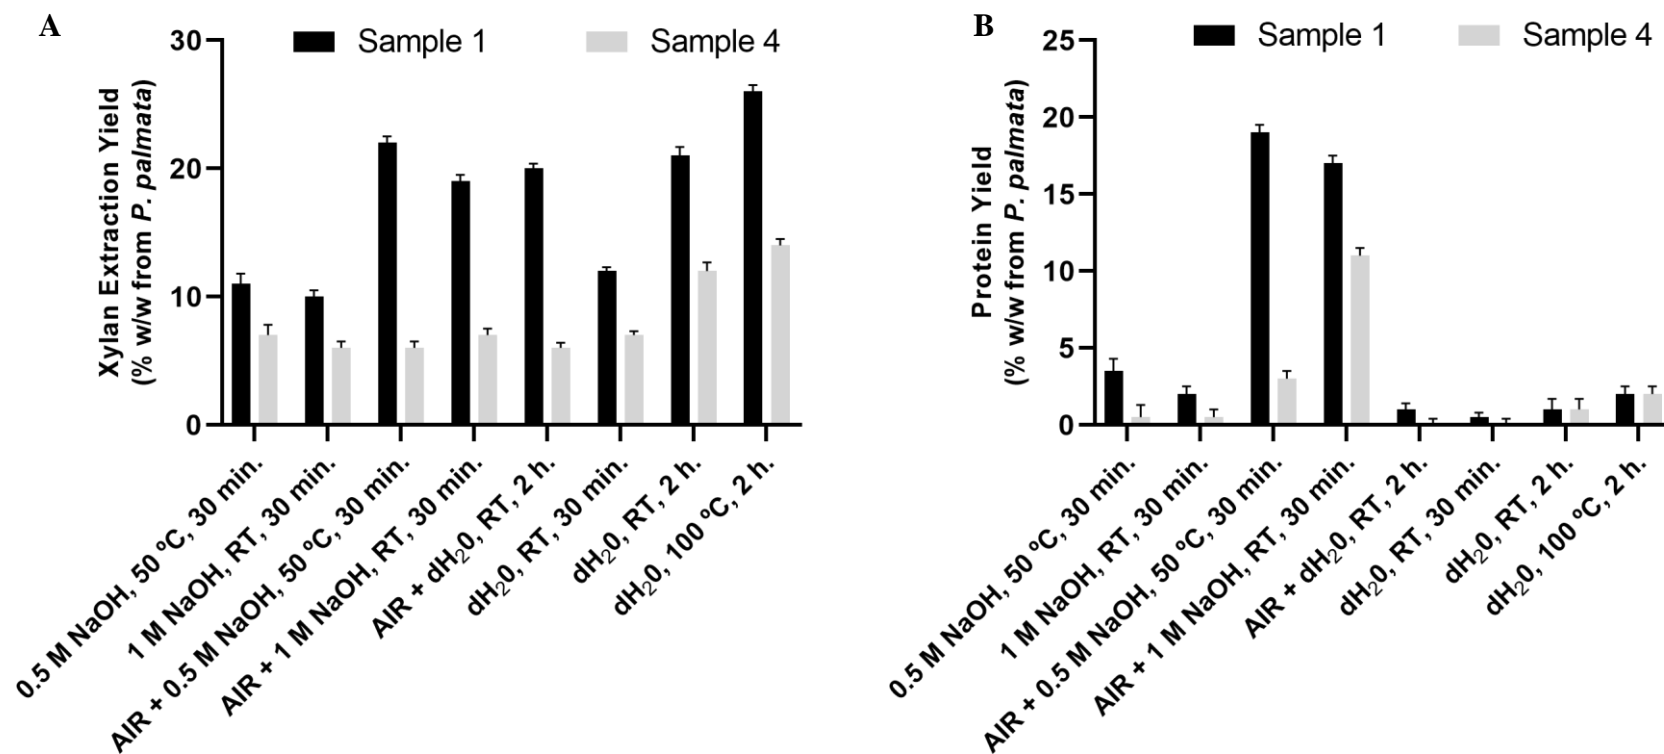 A
Sample 1
Sample 4
Xylan Extraction Yield
(% w/w from P. palmata)
30
20
10
0
0.5 M NaOH, 50 ºC, 30 min.
1 M NaOH, RT, 30 min.
AIR + 0.5 M NaOH, 50 ºC, 30 min.
AIR + 1 M NaOH, RT, 30 min.
AIR + dH₂0, RT, 2 h.
dH₂0, RT, 30 min.
dH₂0, RT, 2 h.
dH₂0, 100 ºC, 2 h.
B
Sample 1
Sample 4
Protein Yield
(% w/w from P. palmata)
25
20
15
10
5
0
0.5 M NaOH, 50 ºC, 30 min.
1 M NaOH, RT, 30 min.
AIR + 0.5 M NaOH, 50 ºC, 30 min.
AIR + 1 M NaOH, RT, 30 min.
AIR + dH₂0, RT, 2 h.
dH₂0, RT, 30 min.
dH₂0, RT, 2 h.
dH₂0, 100 ºC, 2 h.